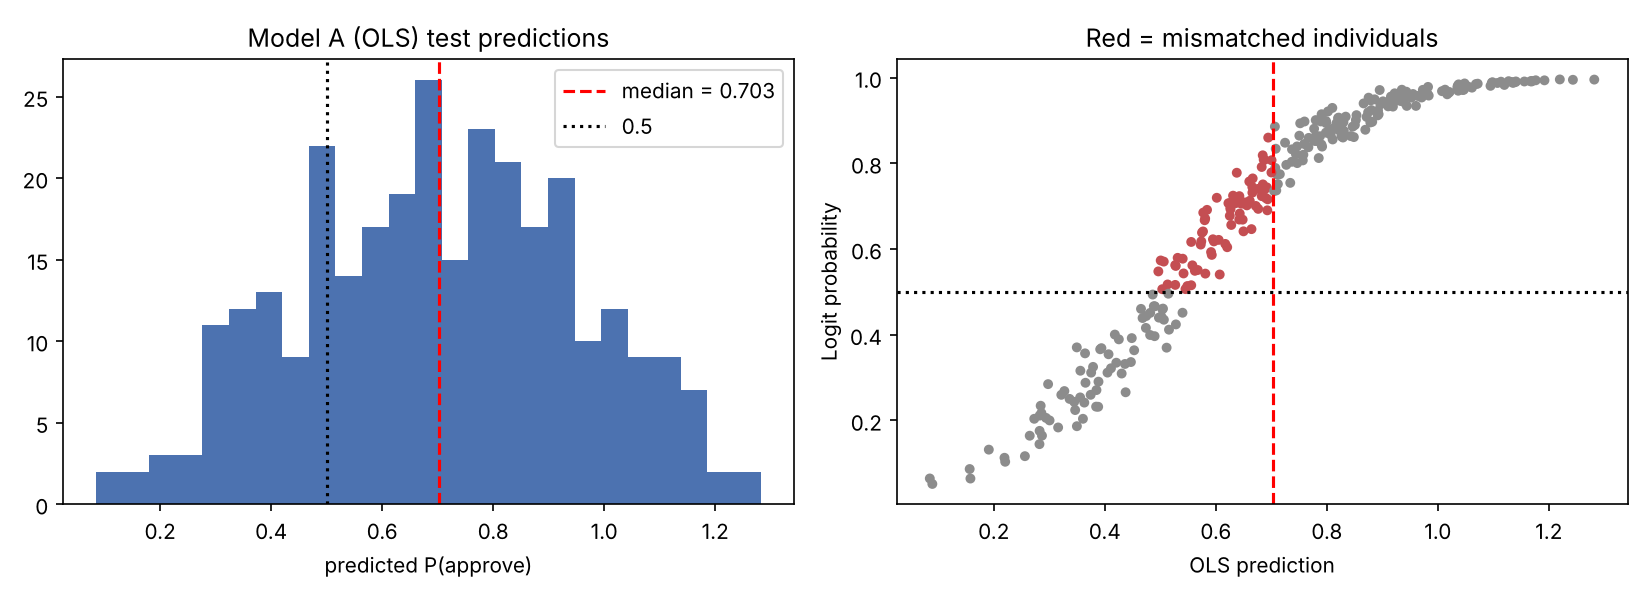 Model A (OLS) test predictions
median = 0.703
0.5
25
20
15
10
5
0
0.2 0.4 0.6 0.8 1.0 1.2
predicted P(approve)
Red = mismatched individuals
Logit probability
1.0
0.8
0.6
0.4
0.2
0.2 0.4 0.6 0.8 1.0 1.2
OLS prediction